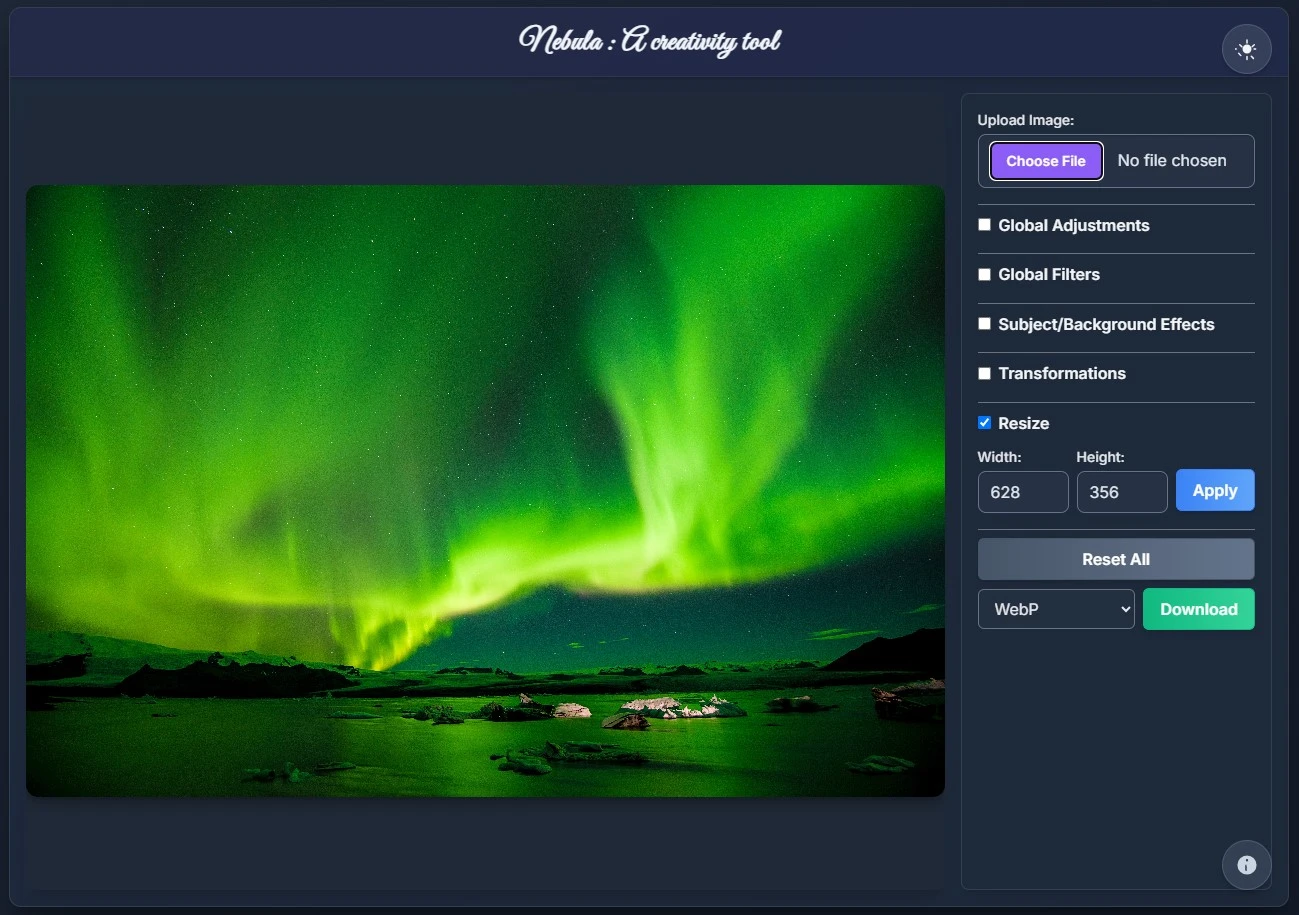 Nebula : A creativity tool
Upload Image:
Choose File No file chosen
Global Adjustments
Global Filters
Subject/Background Effects
Transformations
Resize
Width: Height:
628 356 Apply
Reset All
WebP Download